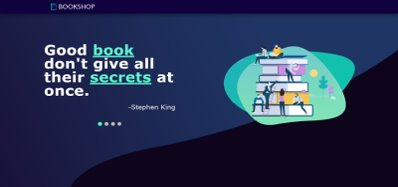 BOOKSHOP
Good book
don't give all
their secrets at
once.
–Stephen King